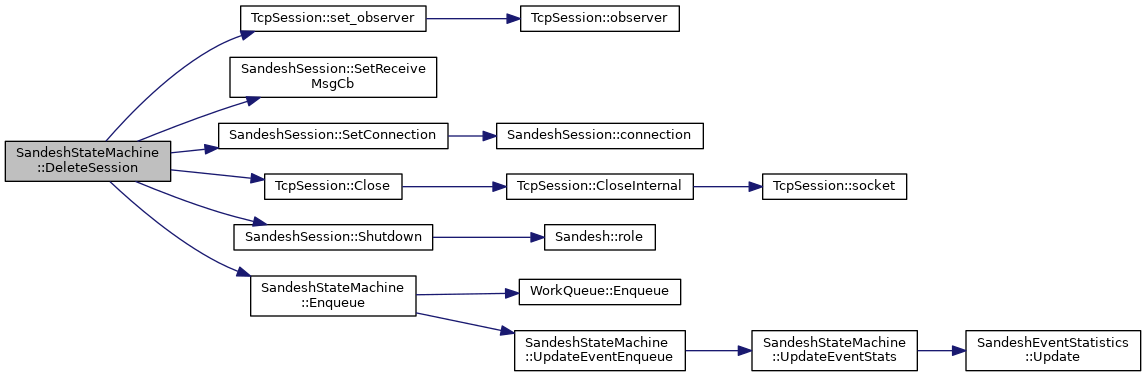 TcpSession::set_observer
TcpSession::observer
SandeshSession::SetReceive
MsgCb
SandeshSession::SetConnection
SandeshSession::connection
SandeshStateMachine
::DeleteSession
TcpSession::Close
TcpSession::CloseInternal
TcpSession::socket
SandeshSession::Shutdown
Sandesh::role
SandeshStateMachine
::Enqueue
WorkQueue::Enqueue
SandeshStateMachine
::UpdateEventEnqueue
SandeshStateMachine
::UpdateEventStats
SandeshEventStatistics
::Update